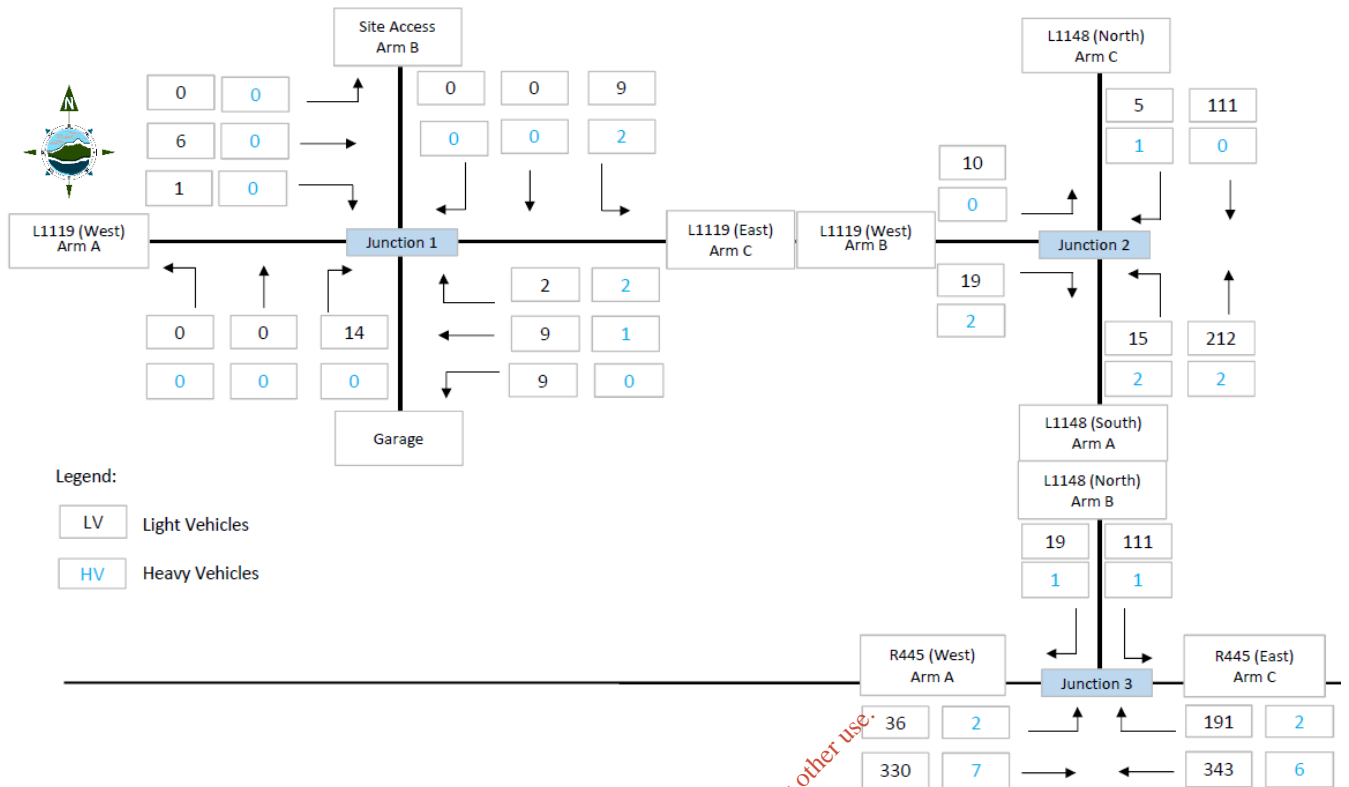 Site Access
Arm B
L1148 (North)
Arm C
N
0 0
0 0 9
5 111
6 0
0 0 2
1 0
10
1 0
0
L1119 (West)
Arm A
Junction 1
L1119 (East)
Arm C
L1119 (West)
Arm B
Junction 2
2 2
19
0 0 14
9 1
2
15 212
0 0 0
9 0
2 2
Garage
L1148 (South)
Arm A
Legend:
L1148 (North)
Arm B
LV Light Vehicles
19 111
HV Heavy Vehicles
1 1
R445 (West)
Arm A
Junction 3
R445 (East)
Arm C
36 2
191 2
330 7
343 6
other use.